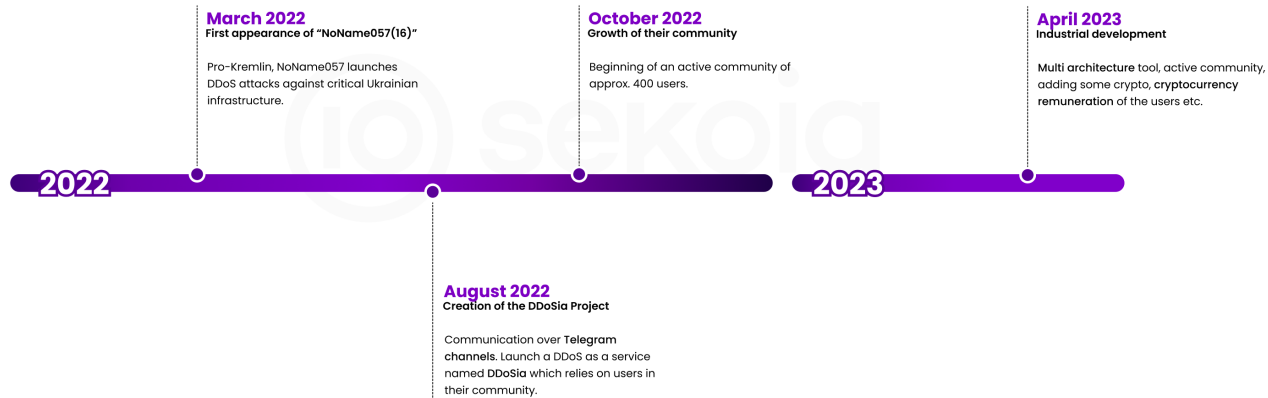 March 2022
First appearance of “NoName057(16)”
Pro-Kremlin, NoName057 launches
DDoS attacks against critical Ukrainian
infrastructure.
October 2022
Growth of their community
Beginning of an active community of
approx. 400 users.
April 2023
Industrial development
Multi architecture tool, active community,
adding some crypto, cryptocurrency
remuneration of the users etc.
sekoia
2022
2023
August 2022
Creation of the DDoSia Project
Communication over Telegram
channels. Launch a DDoS as a service
named DDoSia which relies on users in
their community.